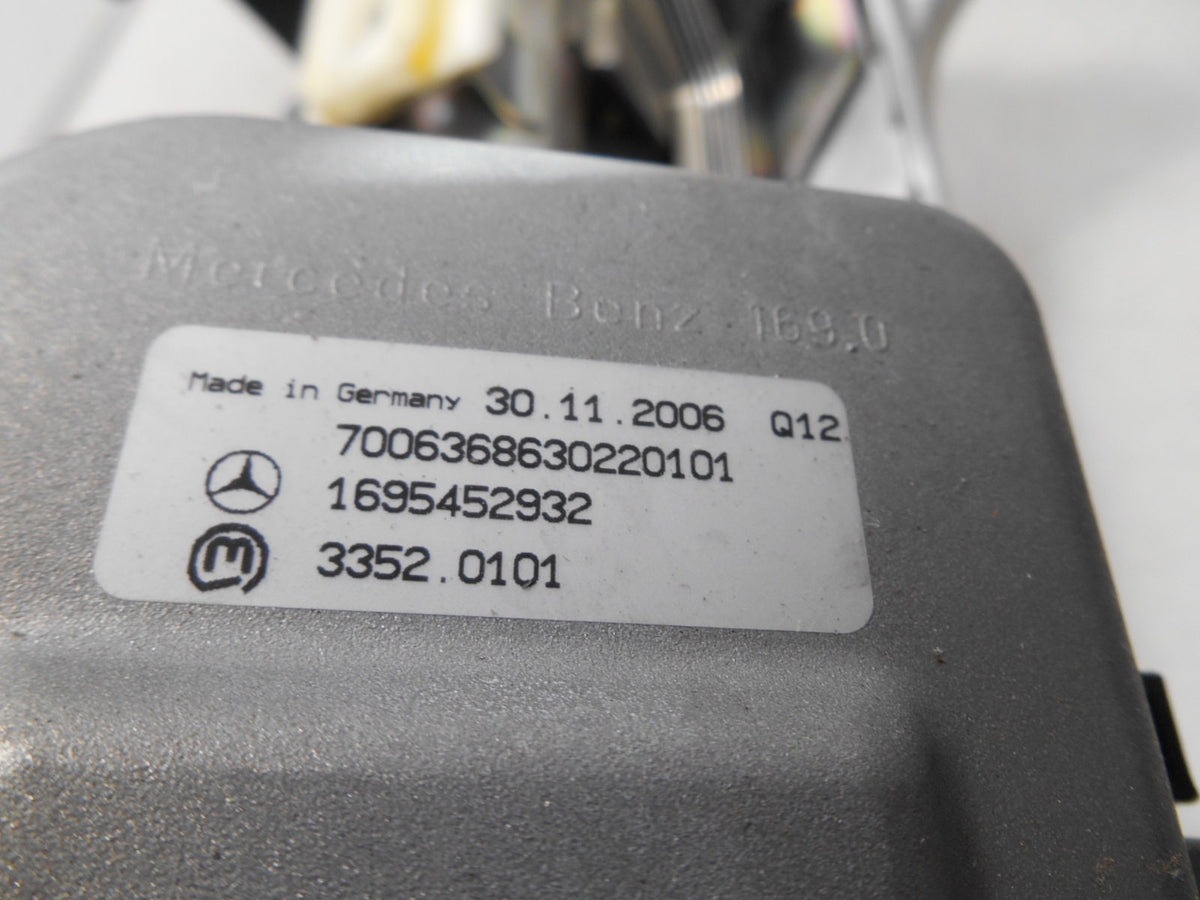 Mercedes Benz 169.0
Made in Germany 30.11.2006 Q12
7006368630220101
1695452932
m 3352.0101